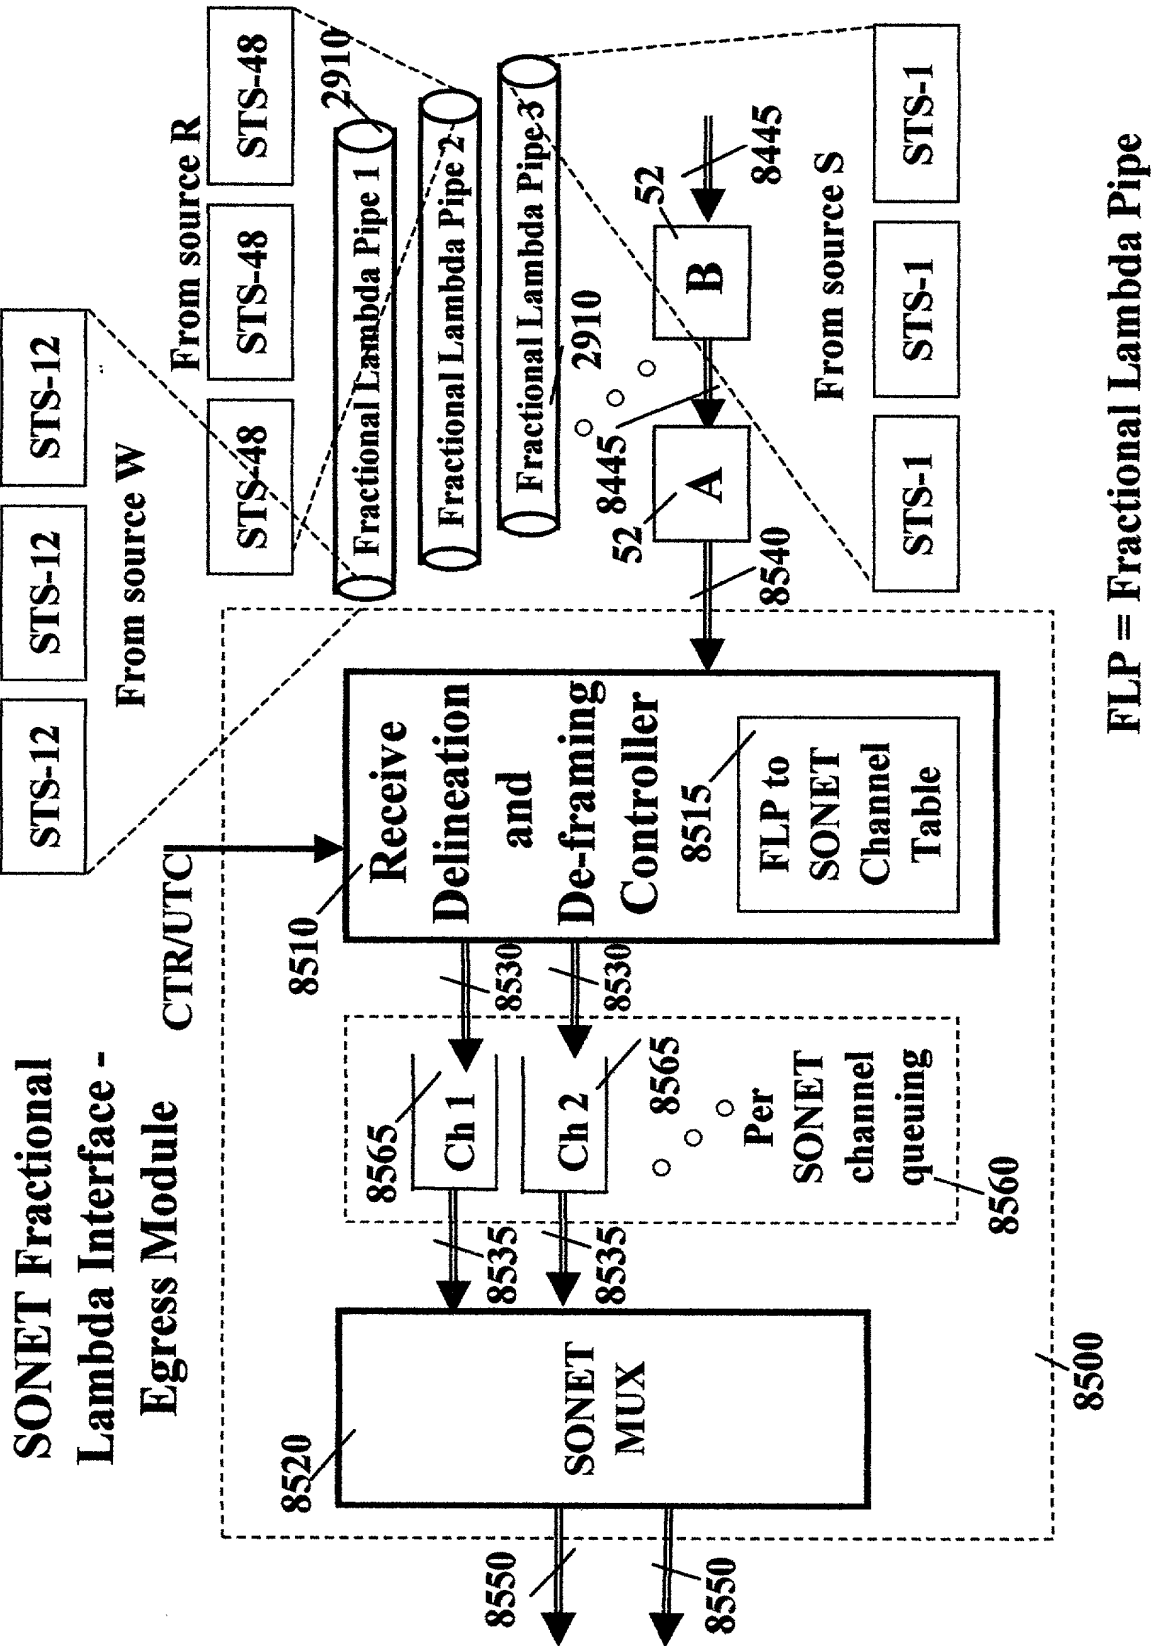 SONET Fractional
Lambda Interface -
Egress Module
CTR/UTC
STS-12
STS-12
STS-12
From source W
STS-48
STS-48
STS-48
From source R
2910
Fractional Lambda Pipe 1
Fractional Lambda Pipe 2
Fractional Lambda Pipe 3
2910
8510
Receive
Delineation
and
De-framing
Controller
8515
FLP to
SONET
Channel
Table
8540
52
A
8445
52
B
8445
From source S
STS-1
STS-1
STS-1
8530
8530
8565
Ch 1
Ch 2
8565
Per
SONET
channel
queuing
8560
8535
8535
8520
SONET
MUX
8550
8550
8500
FLP = Fractional Lambda Pipe